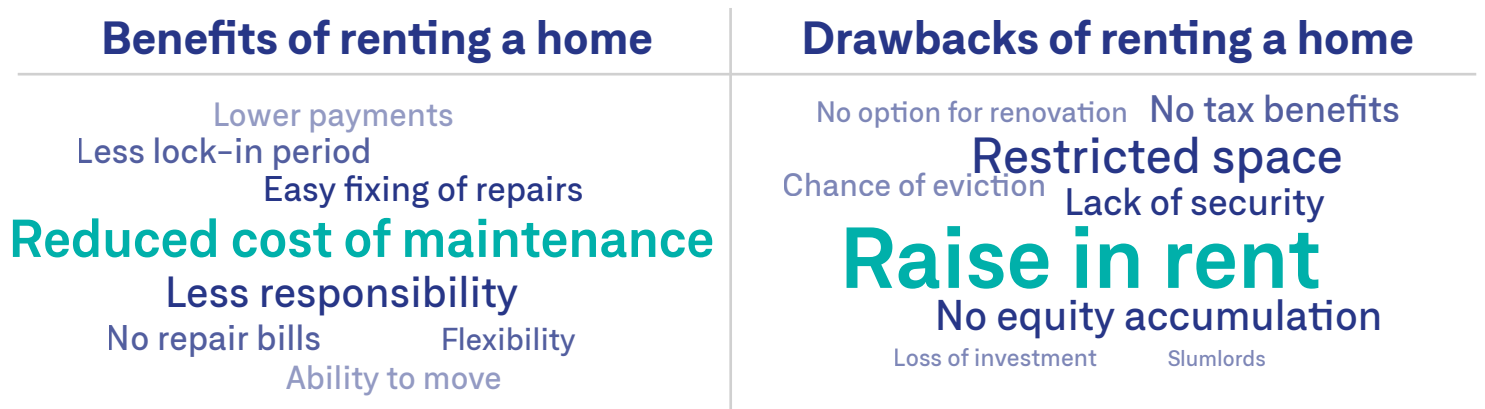 Benefits of renting a home
Lower payments
Less lock-in period
Easy fixing of repairs
Reduced cost of maintenance
Less responsibility
No repair bills
Flexibility
Ability to move
Drawbacks of renting a home
No option for renovation
No tax benefits
Restricted space
Chance of eviction
Lack of security
Raise in rent
No equity accumulation
Loss of investment
Slumlords